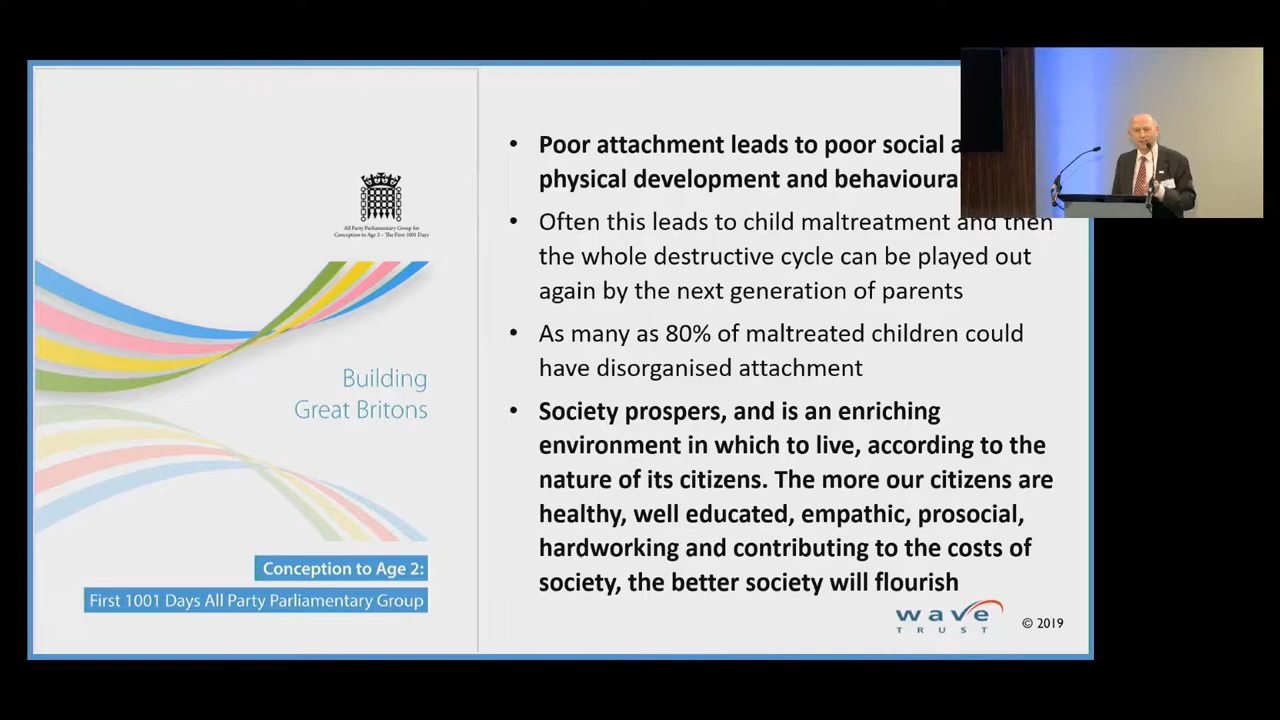 All Party Parliamentary Group for
Conception to Age 2 - The First 1001 Days
Building
Great Britons
Conception to Age 2:
First 1001 Days All Party Parliamentary Group
• Poor attachment leads to poor social
physical development and
• Often this leads to child maltreatment and then
the whole destructive cycle can be played out
again by the next generation of parents
• As many as 80% of maltreated children could
have disorganised attachment
• Society prospers, and is an enriching
environment in which to live, according to the
nature of its citizens. The more our citizens are
healthy, well educated, empathic, prosocial,
hardworking and contributing to the costs of
society, the better society will flourish
wave
TRUST
© 2019